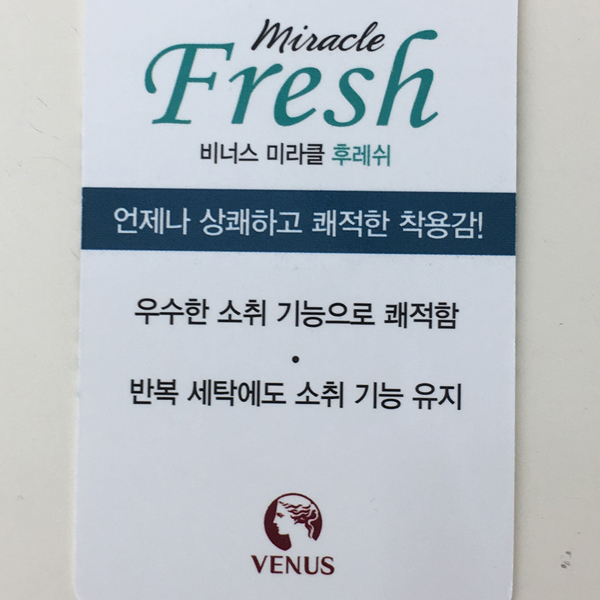 Miracle
Fresh
비너스 미라클 후레쉬
언제나 상쾌하고 쾌적한 착용감!
우수한 소취 기능으로 쾌적함
•
반복 세탁에도 소취 기능 유지
VENUS